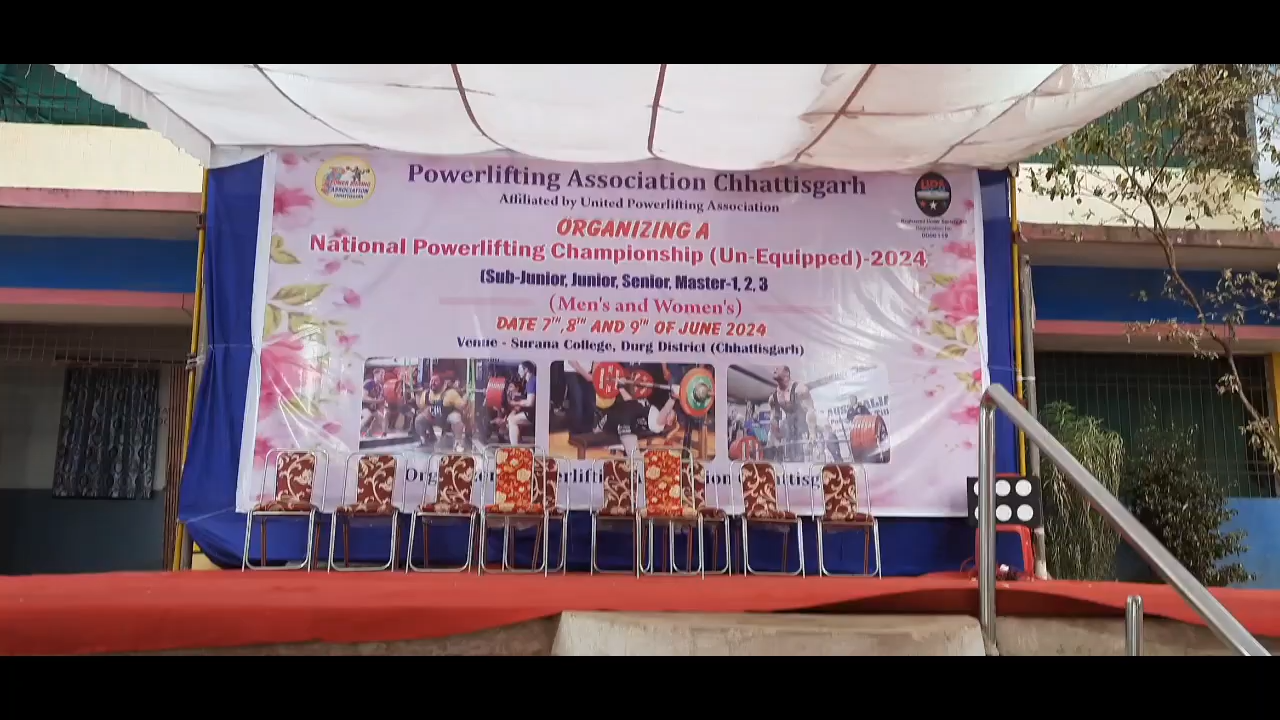 Powerlifting Association Chhattisgarh
Affiliated by United Powerlifting Association
ORGANIZING A
National Powerlifting Championship (Un-Equipped)-2024
(Sub-Junior, Junior, Senior, Master-1, 2, 3
(Men's and Women's)
DATE 7TH, 8TH AND 9TH OF JUNE 2024
Venue - Surana College, Durg District (Chhattisgarh)
ASSOCIATION
UPA